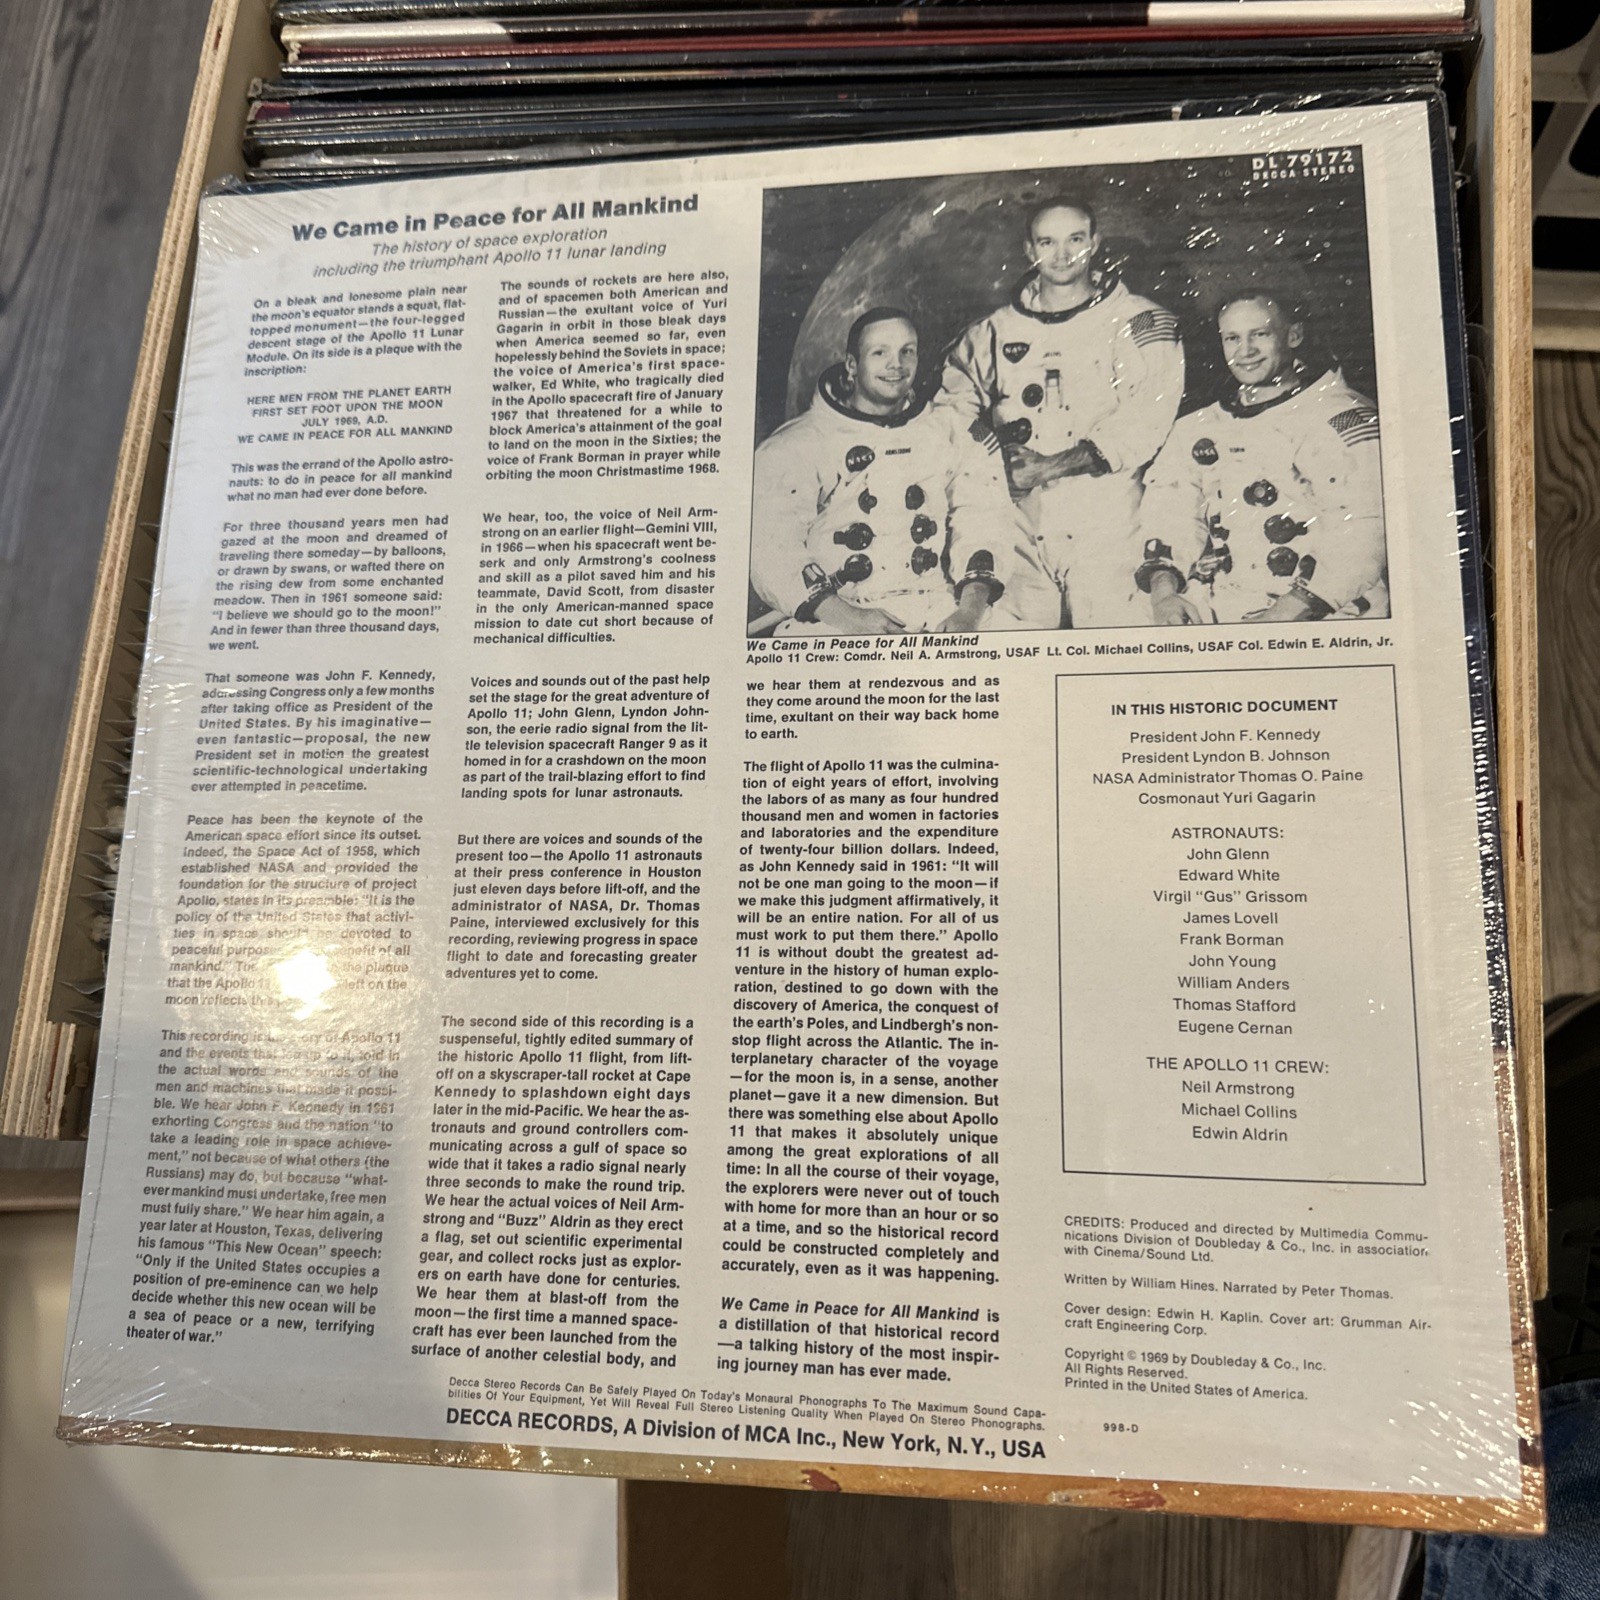 We Came in Peace for All Mankind
The history of space exploration
including the triumphant Apollo 11 lunar landing
On a bleak and lonesome plain near
the moon's equator stands a squat, flat-
topped monument—the four-legged
descent stage of the Apollo 11 Lunar
Module. On its side is a plaque with the
inscription:
HERE MEN FROM THE PLANET EARTH
FIRST SET FOOT UPON THE MOON
JULY 1969, A.D.
WE CAME IN PEACE FOR ALL MANKIND
This was the errand of the Apollo astro-
nauts: to do in peace for all mankind
what no man had ever done before.
For three thousand years men had
gazed at the moon and dreamed of
traveling there someday—by balloons,
or drawn by swans, or wafted there on
the rising dew from some enchanted
meadow. Then in 1961 someone said:
"I believe we should go to the moon!"
And in fewer than three thousand days,
we went.
That someone was John F. Kennedy,
addressing Congress only a few months
after taking office as President of the
United States. By his imaginative—
even fantastic—proposal, the new
President set in motion the greatest
scientific-technological undertaking
ever attempted in peacetime.
Peace has been the keynote of the
American space effort since its outset.
Indeed, the Space Act of 1958, which
established NASA and provided the
foundation for the structure of project
Apollo, states in its preamble: "It is the
policy of the United States that activi-
ties in space should be devoted to
peaceful purpos benefit of all
mankind." The the plaque
that the Apollo 11 left on the
moon reflects this
This recording is the story of Apollo 11
and the events that led up to it, told in
the actual words and sounds of the
men and machines that made it possi-
ble. We hear John F. Kennedy in 1961
exhorting Congress and the nation "to
take a leading role in space achieve-
ment," not because of what others (the
Russians) may do, but because "what-
ever mankind must undertake, free men
must fully share." We hear him again, a
year later at Houston, Texas, delivering
his famous "This New Ocean" speech:
"Only if the United States occupies a
position of pre-eminence can we help
decide whether this new ocean will be
a sea of peace or a new, terrifying
theater of war."
The sounds of rockets are here also,
and of spacemen both American and
Russian—the exultant voice of Yuri
Gagarin in orbit in those bleak days
when America seemed so far, even
hopelessly behind the Soviets in space;
the voice of America's first space-
walker, Ed White, who tragically died
in the Apollo spacecraft fire of January
1967 that threatened for a while to
block America's attainment of the goal
to land on the moon in the Sixties; the
voice of Frank Borman in prayer while
orbiting the moon Christmastime 1968.
We hear, too, the voice of Neil Arm-
strong on an earlier flight—Gemini VIII,
in 1966—when his spacecraft went be-
serk and only Armstrong's coolness
and skill as a pilot saved him and his
teammate, David Scott, from disaster
in the only American-manned space
mission to date cut short because of
mechanical difficulties.
Voices and sounds out of the past help
set the stage for the great adventure of
Apollo 11; John Glenn, Lyndon John-
son, the eerie radio signal from the lit-
tle television spacecraft Ranger 9 as it
homed in for a crashdown on the moon
as part of the trail-blazing effort to find
landing spots for lunar astronauts.
But there are voices and sounds of the
present too—the Apollo 11 astronauts
at their press conference in Houston
just eleven days before lift-off, and the
administrator of NASA, Dr. Thomas
Paine, interviewed exclusively for this
recording, reviewing progress in space
flight to date and forecasting greater
adventures yet to come.
The second side of this recording is a
suspenseful, tightly edited summary of
the historic Apollo 11 flight, from lift-
off on a skyscraper-tall rocket at Cape
Kennedy to splashdown eight days
later in the mid-Pacific. We hear the as-
tronauts and ground controllers com-
municating across a gulf of space so
wide that it takes a radio signal nearly
three seconds to make the round trip.
We hear the actual voices of Neil Arm-
strong and "Buzz" Aldrin as they erect
a flag, set out scientific experimental
gear, and collect rocks just as explor-
ers on earth have done for centuries.
We hear them at blast-off from the
moon—the first time a manned space-
craft has ever been launched from the
surface of another celestial body, and
DL 79172
DECCA STEREO
NASA
NASA
ARMSTRONG
NASA
We Came in Peace for All Mankind
Apollo 11 Crew: Comdr. Neil A. Armstrong, USAF Lt. Col. Michael Collins, USAF Col. Edwin E. Aldrin, Jr.
we hear them at rendezvous and as
they come around the moon for the last
time, exultant on their way back home
to earth.
The flight of Apollo 11 was the culmina-
tion of eight years of effort, involving
the labors of as many as four hundred
thousand men and women in factories
and laboratories and the expenditure
of twenty-four billion dollars. Indeed,
as John Kennedy said in 1961: "It will
not be one man going to the moon—if
we make this judgment affirmatively, it
will be an entire nation. For all of us
must work to put them there." Apollo
11 is without doubt the greatest ad-
venture in the history of human explo-
ration, destined to go down with the
discovery of America, the conquest of
the earth's Poles, and Lindbergh's non-
stop flight across the Atlantic. The in-
terplanetary character of the voyage
—for the moon is, in a sense, another
planet—gave it a new dimension. But
there was something else about Apollo
11 that makes it absolutely unique
among the great explorations of all
time: In all the course of their voyage,
the explorers were never out of touch
with home for more than an hour or so
at a time, and so the historical record
could be constructed completely and
accurately, even as it was happening.
We Came in Peace for All Mankind is
a distillation of that historical record
—a talking history of the most inspir-
ing journey man has ever made.
IN THIS HISTORIC DOCUMENT
President John F. Kennedy
President Lyndon B. Johnson
NASA Administrator Thomas O. Paine
Cosmonaut Yuri Gagarin
ASTRONAUTS:
John Glenn
Edward White
Virgil "Gus" Grissom
James Lovell
Frank Borman
John Young
William Anders
Thomas Stafford
Eugene Cernan
THE APOLLO 11 CREW:
Neil Armstrong
Michael Collins
Edwin Aldrin
CREDITS: Produced and directed by Multimedia Commu-
nications Division of Doubleday & Co., Inc. in association
with Cinema/Sound Ltd.
Written by William Hines. Narrated by Peter Thomas.
Cover design: Edwin H. Kaplin. Cover art: Grumman Air-
craft Engineering Corp.
Copyright © 1969 by Doubleday & Co., Inc.
All Rights Reserved.
Printed in the United States of America.
Decca Stereo Records Can Be Safely Played On Today's Monaural Phonographs To The Maximum Sound Capa-
bilities Of Your Equipment, Yet Will Reveal Full Stereo Listening Quality When Played On Stereo Phonographs.
DECCA RECORDS, A Division of MCA Inc., New York, N.Y., USA
998-D